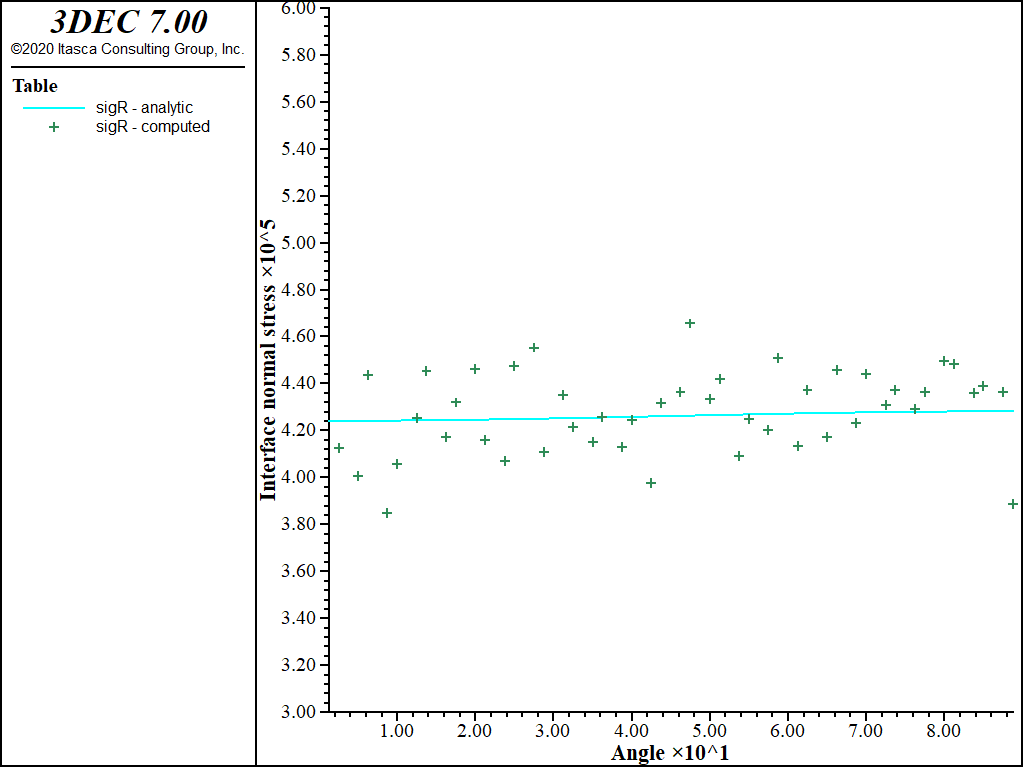 3DEC 7.00
©2020 Itasca Consulting Group, Inc.
Table
sigR - analytic
sigR - computed
Interface normal stress ×10^5
6.00
5.80
5.60
5.40
5.20
5.00
4.80
4.60
4.40
4.20
4.00
3.80
3.60
3.40
3.20
3.00
1.00 2.00 3.00 4.00 5.00 6.00 7.00 8.00
Angle ×10^1